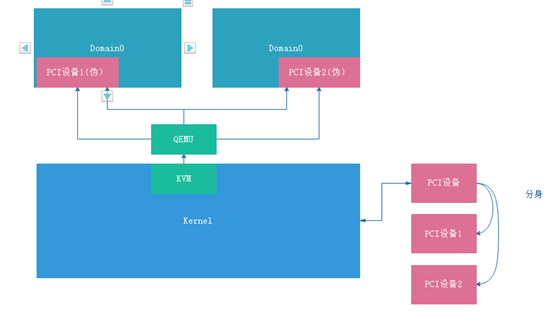 Domain0
Domain0
PCI设备1(伪)
PCI设备2(伪)
QEMU
KVM
Kernel
PCI设备
分身
PCI设备1
PCI设备2